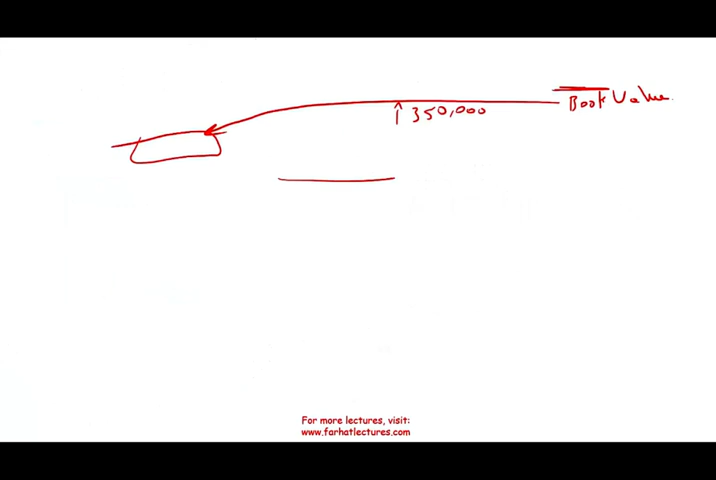 Book Value.
↑ 350,000
For more lectures, visit:
www.farhatlectures.com